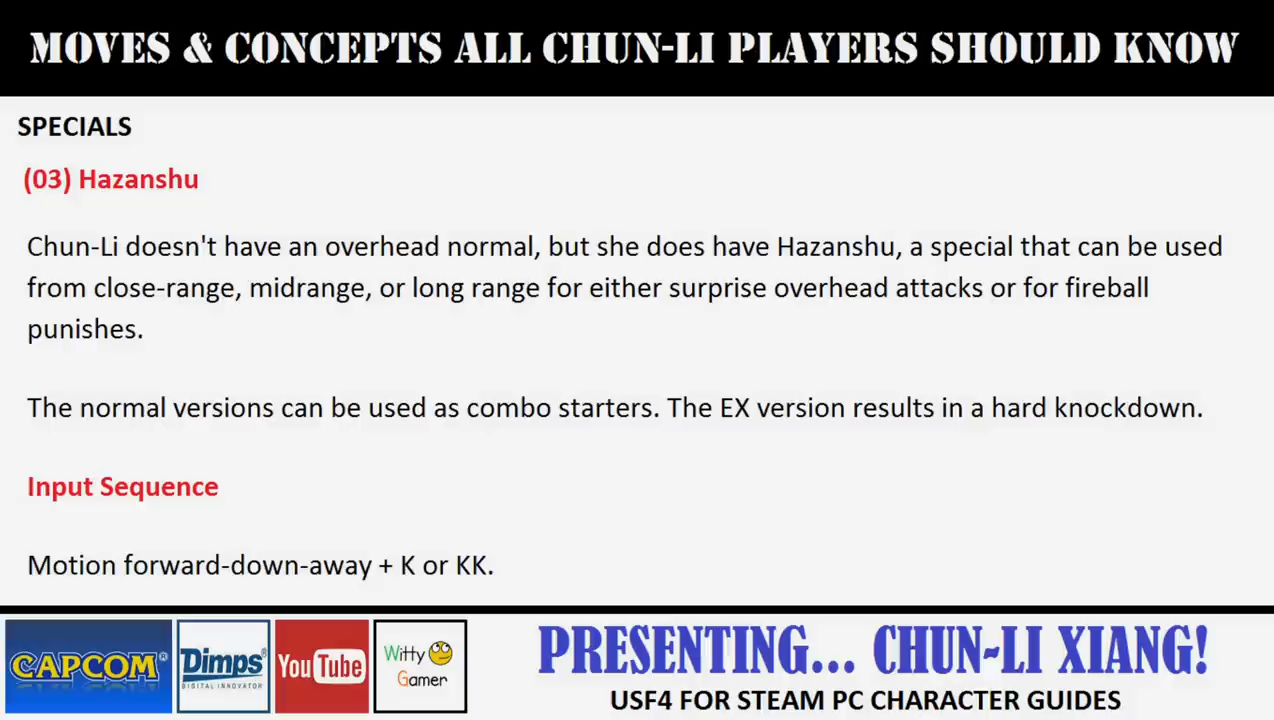 MOVES & CONCEPTS ALL CHUN-LI PLAYERS SHOULD KNOW
SPECIALS
(03) Hazanshu
Chun-Li doesn't have an overhead normal, but she does have Hazanshu, a special that can be used
from close-range, midrange, or long range for either surprise overhead attacks or for fireball
punishes.
The normal versions can be used as combo starters. The EX version results in a hard knockdown.
Input Sequence
Motion forward-down-away + K or KK.
CAPCOM®
Dimps®
DIGITAL INNOVATOR
YouTube
Witty
Gamer
PRESENTING... CHUN-LI XIANG!
USF4 FOR STEAM PC CHARACTER GUIDES